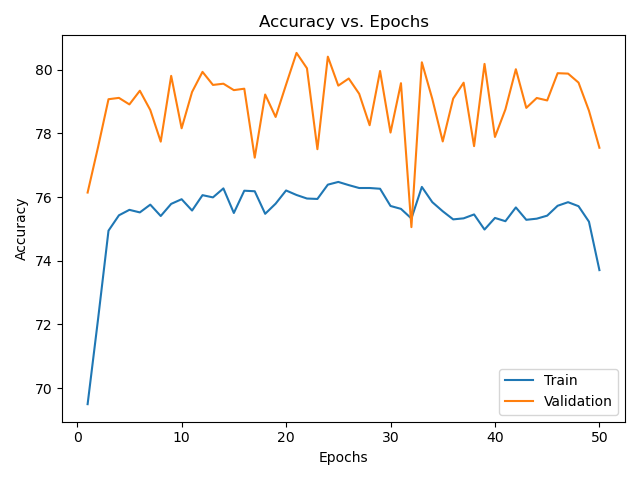 Accuracy vs. Epochs
Accuracy
80
78
76
74
72
70
0 10 20 30 40 50
Epochs
Train
Validation